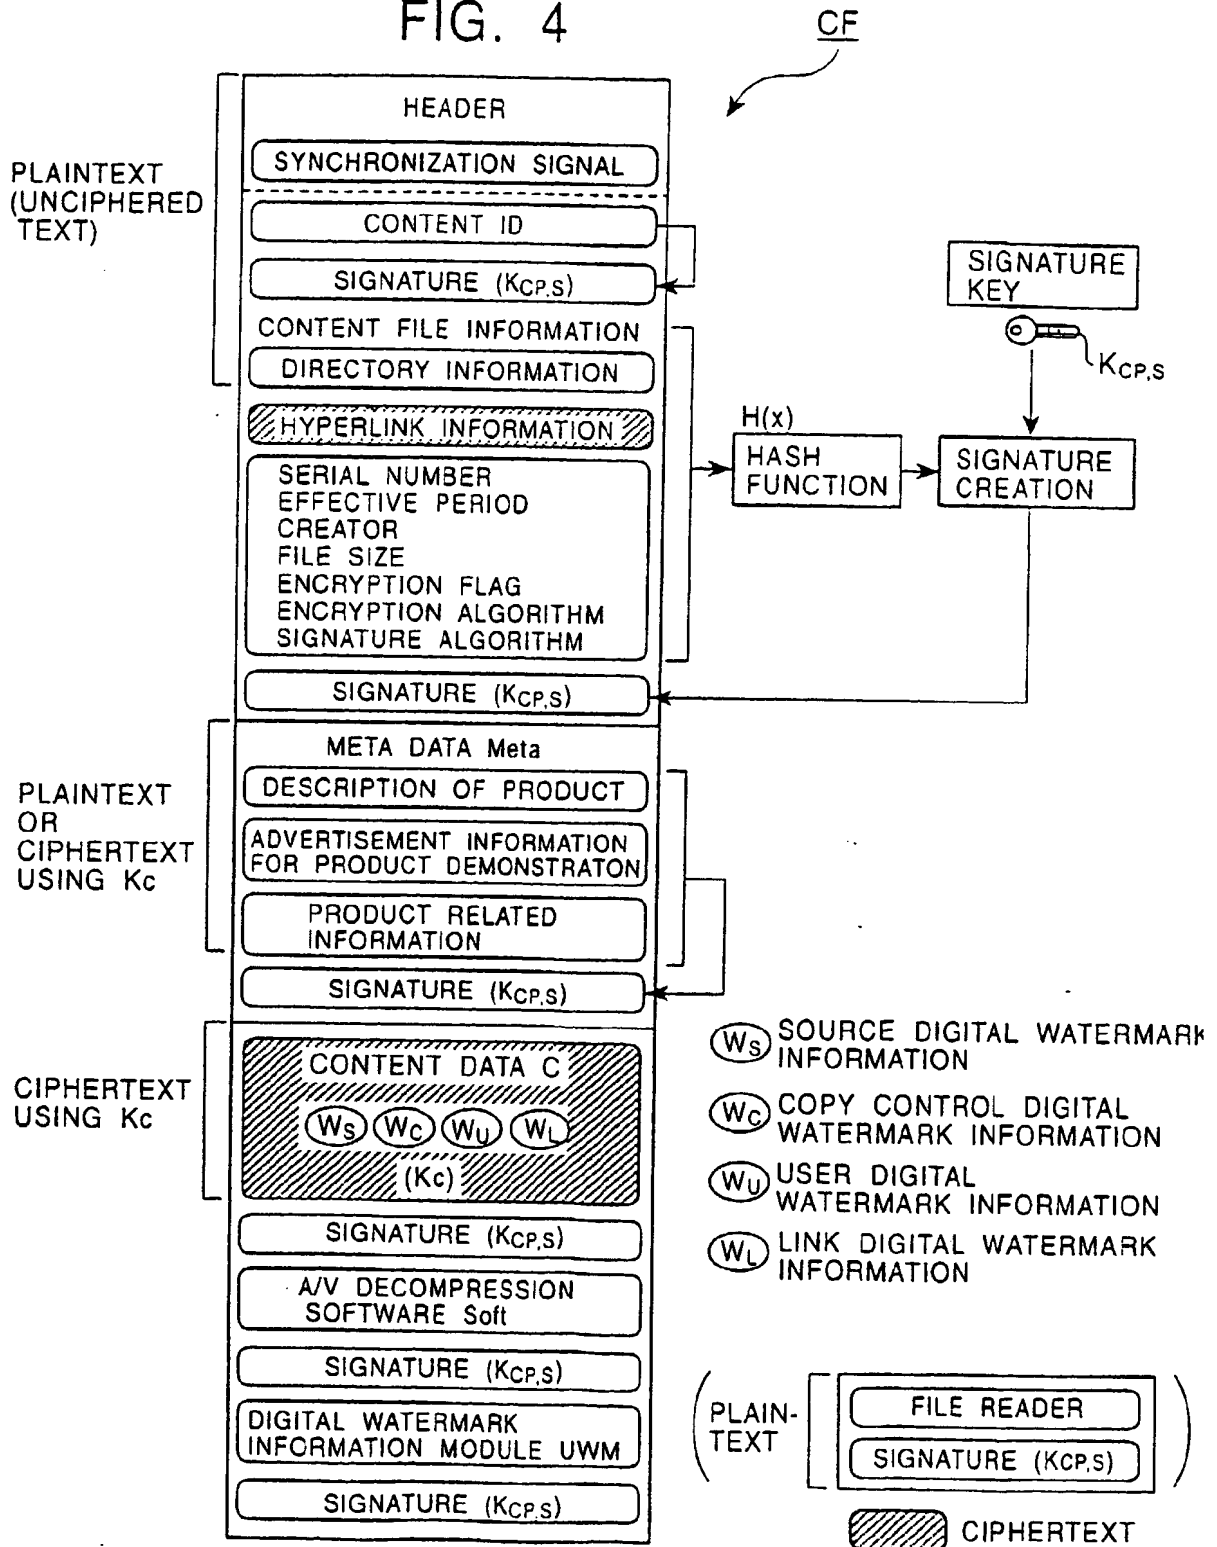 FIG. 4
CF
HEADER
SYNCHRONIZATION SIGNAL
PLAINTEXT
(UNCIPHERED
TEXT)
CONTENT ID
SIGNATURE (KCP,S)
CONTENT FILE INFORMATION
DIRECTORY INFORMATION
HYPERLINK INFORMATION
SERIAL NUMBER
EFFECTIVE PERIOD
CREATOR
FILE SIZE
ENCRYPTION FLAG
ENCRYPTION ALGORITHM
SIGNATURE ALGORITHM
SIGNATURE (KCP,S)
SIGNATURE
KEY
KCP,S
H(x)
HASH
FUNCTION
SIGNATURE
CREATION
PLAINTEXT
OR
CIPHERTEXT
USING Kc
META DATA Meta
DESCRIPTION OF PRODUCT
ADVERTISEMENT INFORMATION
FOR PRODUCT DEMONSTRATON
PRODUCT RELATED
INFORMATION
SIGNATURE (KCP,S)
CIPHERTEXT
USING Kc
CONTENT DATA C
WS WC WU WL
(Kc)
SIGNATURE (KCP,S)
A/V DECOMPRESSION
SOFTWARE Soft
SIGNATURE (KCP,S)
DIGITAL WATERMARK
INFORMATION MODULE UWM
SIGNATURE (KCP,S)
WS SOURCE DIGITAL WATERMARK
INFORMATION
WC COPY CONTROL DIGITAL
WATERMARK INFORMATION
WU USER DIGITAL
WATERMARK INFORMATION
WL LINK DIGITAL WATERMARK
INFORMATION
PLAIN-
TEXT
FILE READER
SIGNATURE (KCP,S)
CIPHERTEXT